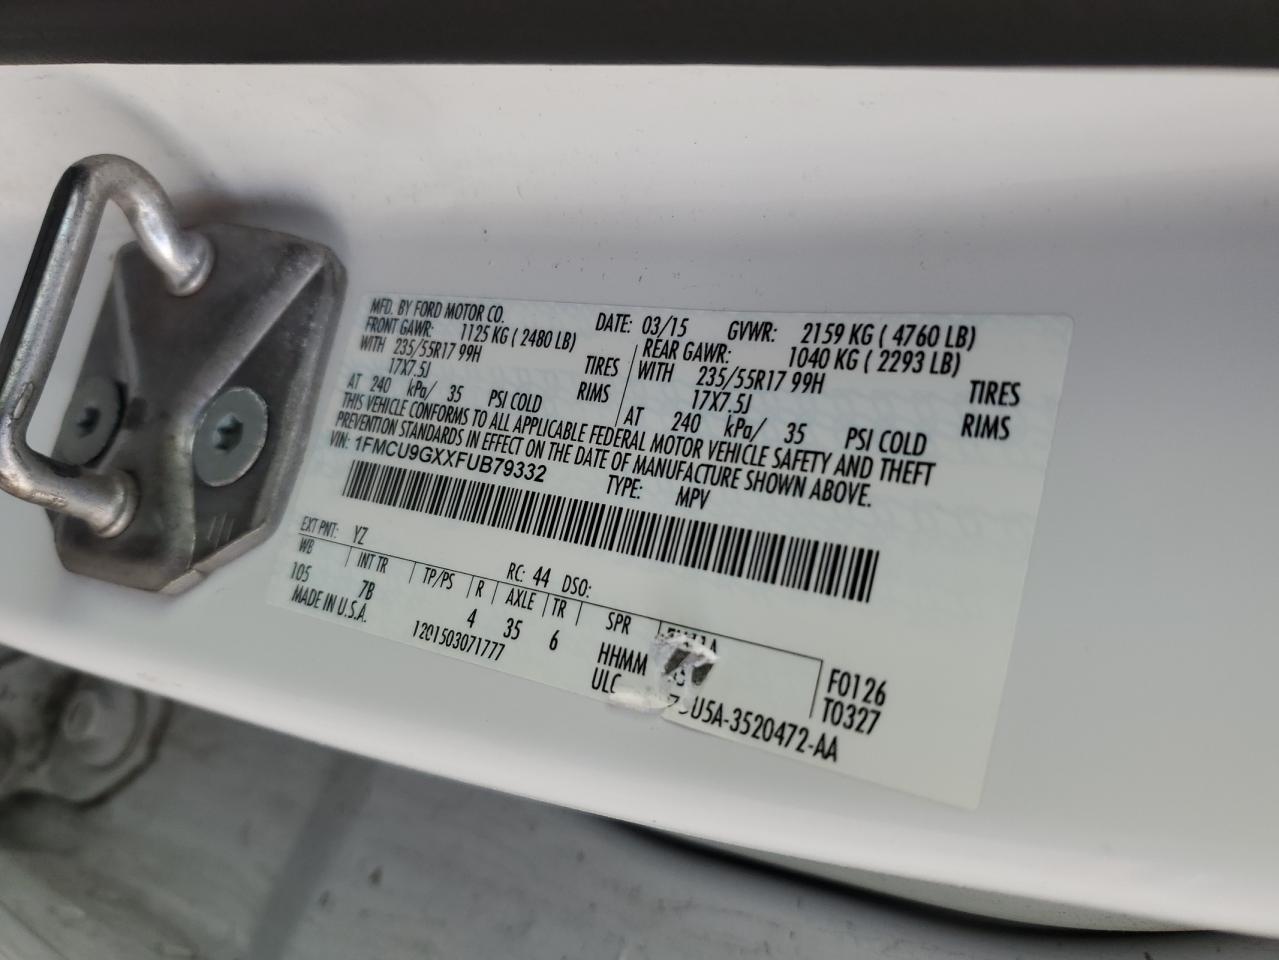 MFD. BY FORD MOTOR CO. DATE: 03/15 GVWR: 2159 KG ( 4760 LB)
FRONT GAWR: 1125 KG ( 2480 LB) REAR GAWR: 1040 KG ( 2293 LB)
WITH 235/55R17 99H TIRES WITH 235/55R17 99H TIRES
17X7.5J RIMS 17X7.5J RIMS
AT 240 kPa/ 35 PSI COLD AT 240 kPa/ 35 PSI COLD
THIS VEHICLE CONFORMS TO ALL APPLICABLE FEDERAL MOTOR VEHICLE SAFETY AND THEFT
PREVENTION STANDARDS IN EFFECT ON THE DATE OF MANUFACTURE SHOWN ABOVE.
VIN: 1FMCU9GXXFUB79332 TYPE: MPV
EXT PNT: YZ RC: 44 DSO:
WB INT TR TP/PS R AXLE TR SPR
105 7B 4 35 6 HHMM F0126
MADE IN U.S.A. 1201503071777 ULC T0327
U5A-3520472-AA